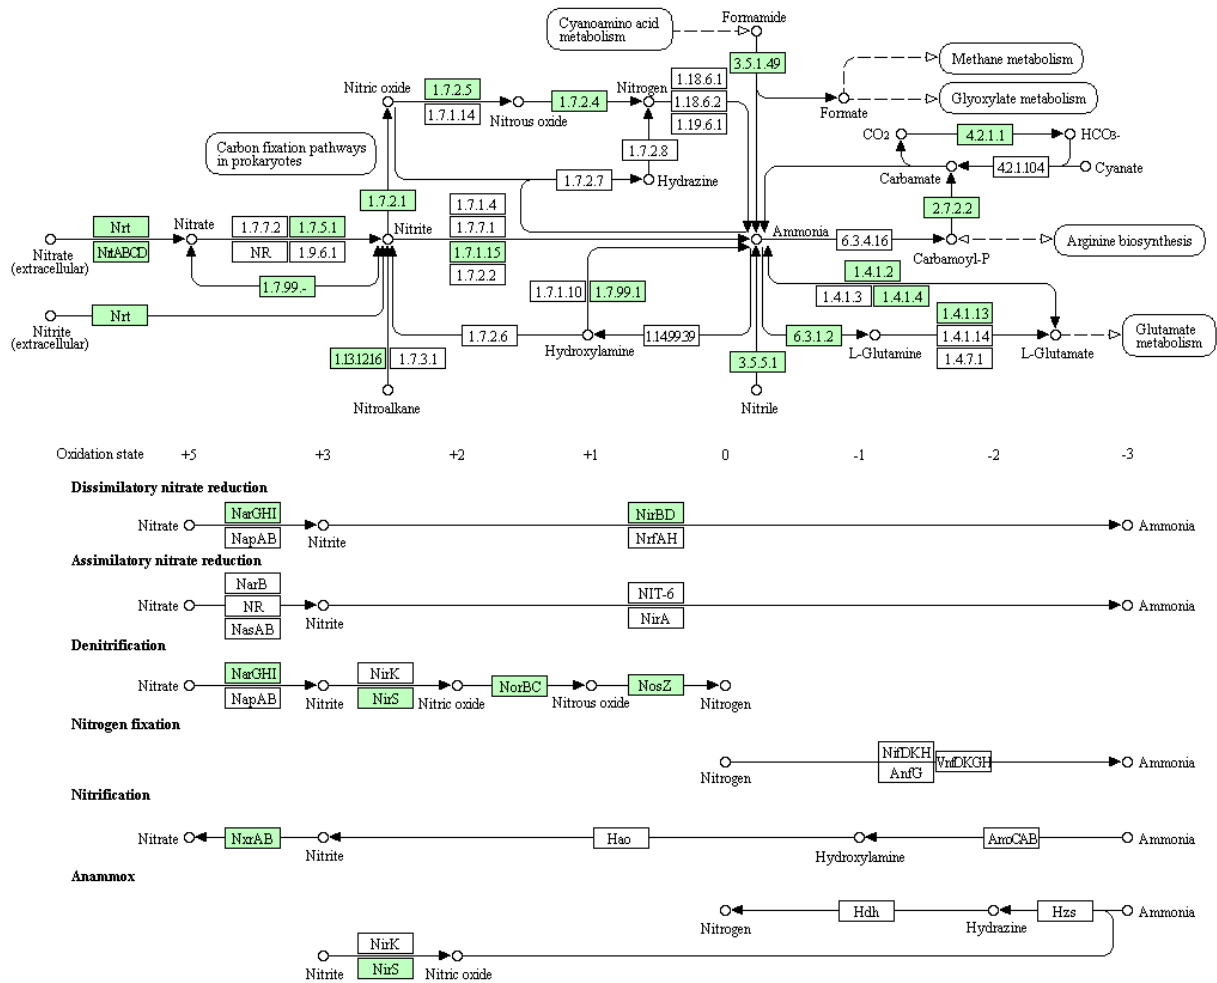 Cyanoamino acid
metabolism
Formamide
3.5.1.49
Methane metabolism
Glyoxylate metabolism
Formate
Nitric oxide
1.7.2.5
1.7.1.14
Nitrous oxide
1.7.2.4
Nitrogen
1.18.6.1
1.18.6.2
1.19.6.1
CO2
4.2.1.1
HCO3-
Carbon fixation pathways
in prokaryotes
1.7.2.8
1.7.2.7
Hydrazine
Carbamate
4.2.1.104
Cyanate
1.7.2.1
2.7.2.2
Nrt
NrtABCD
Nitrate
(extracellular)
Nitrate
1.7.7.2
1.7.5.1
NR
1.9.6.1
Nitrite
1.7.1.4
1.7.7.1
1.7.1.15
1.7.2.2
Ammonia
6.3.4.16
Carbamoyl-P
Arginine biosynthesis
1.7.99.-
1.7.1.10
1.7.99.1
1.4.1.2
1.4.1.3
1.4.1.4
Nrt
Nitrite
(extracellular)
1.7.2.6
Hydroxylamine
1.14.99.39
6.3.1.2
L-Glutamine
1.4.1.13
1.4.1.14
1.4.7.1
L-Glutamate
Glutamate
metabolism
1.13.12.16
1.7.3.1
3.5.5.1
Nitroalkane
Nitrile
Oxidation state +5 +3 +2 +1 0 -1 -2 -3
Dissimilatory nitrate reduction
Nitrate
NarGHI
NapAB
Nitrite
NirBD
NrfAH
Ammonia
Assimilatory nitrate reduction
Nitrate
NarB
NR
NasAB
Nitrite
NIT-6
NirA
Ammonia
Denitrification
Nitrate
NarGHI
NapAB
Nitrite
NirK
NirS
Nitric oxide
NorBC
Nitrous oxide
NosZ
Nitrogen
Nitrogen fixation
Nitrogen
NifDKH
AnfG
VnfDKGH
Ammonia
Nitrification
Nitrate
NxrAB
Nitrite
Hao
Hydroxylamine
AmoCAB
Ammonia
Anammox
Nitrogen
Hdh
Hydrazine
Hzs
Ammonia
Nitrite
NirK
NirS
Nitric oxide